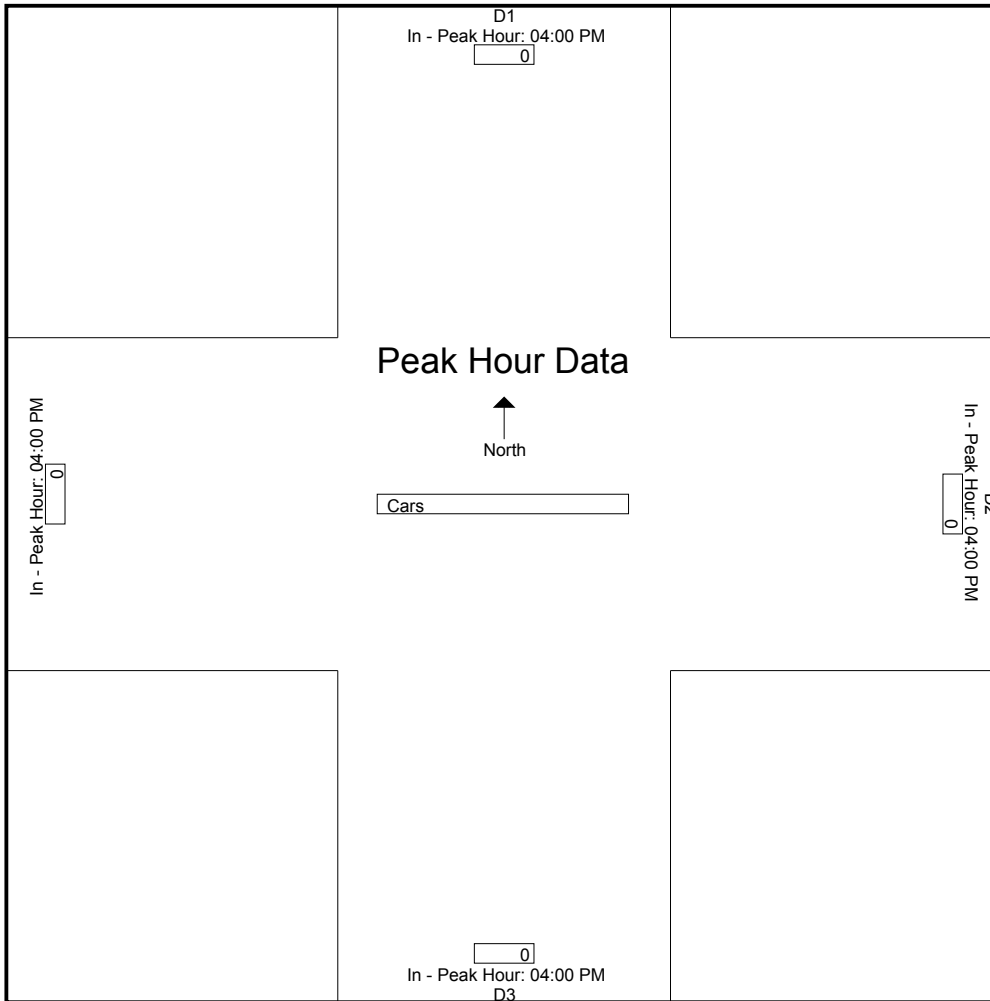 D1
In - Peak Hour: 04:00 PM
0
Peak Hour Data
North
Cars
In - Peak Hour: 04:00 PM
0
0
In - Peak Hour: 04:00 PM
0
In - Peak Hour: 04:00 PM
D3